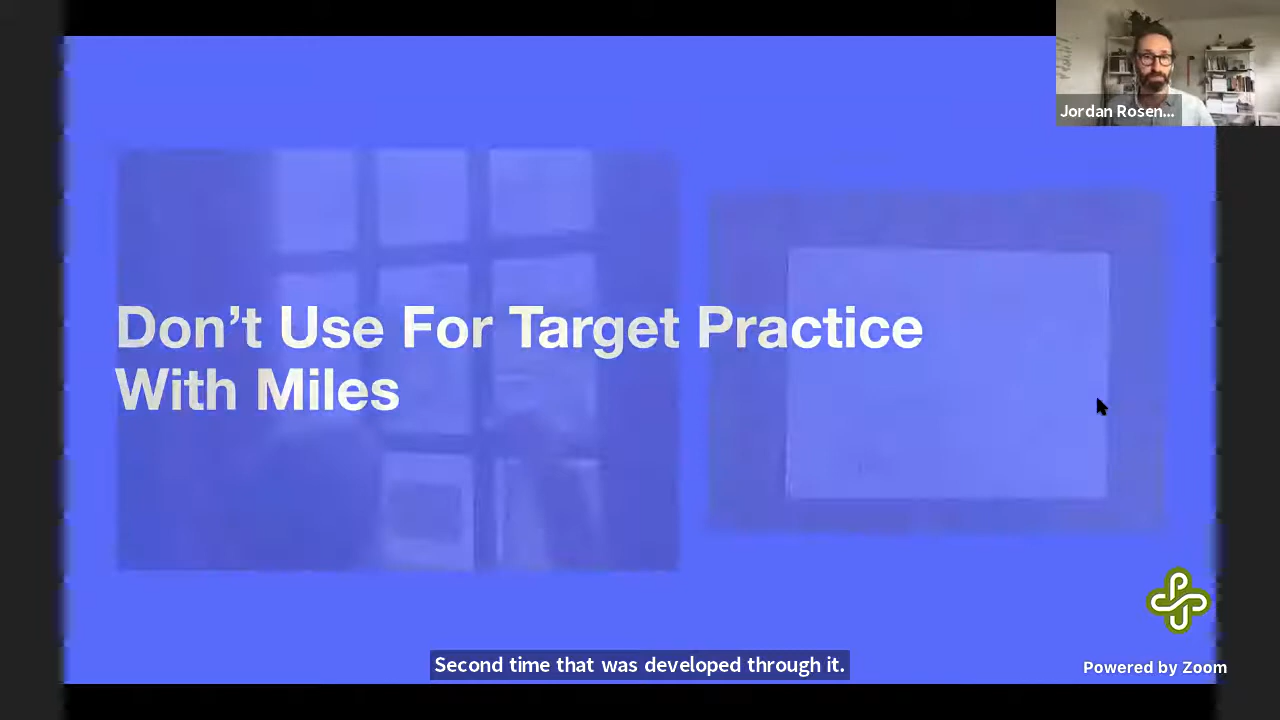 Jordan Rosen...
Don’t Use For Target Practice
With Miles
PSU
Second time that was developed through it.
Powered by Zoom